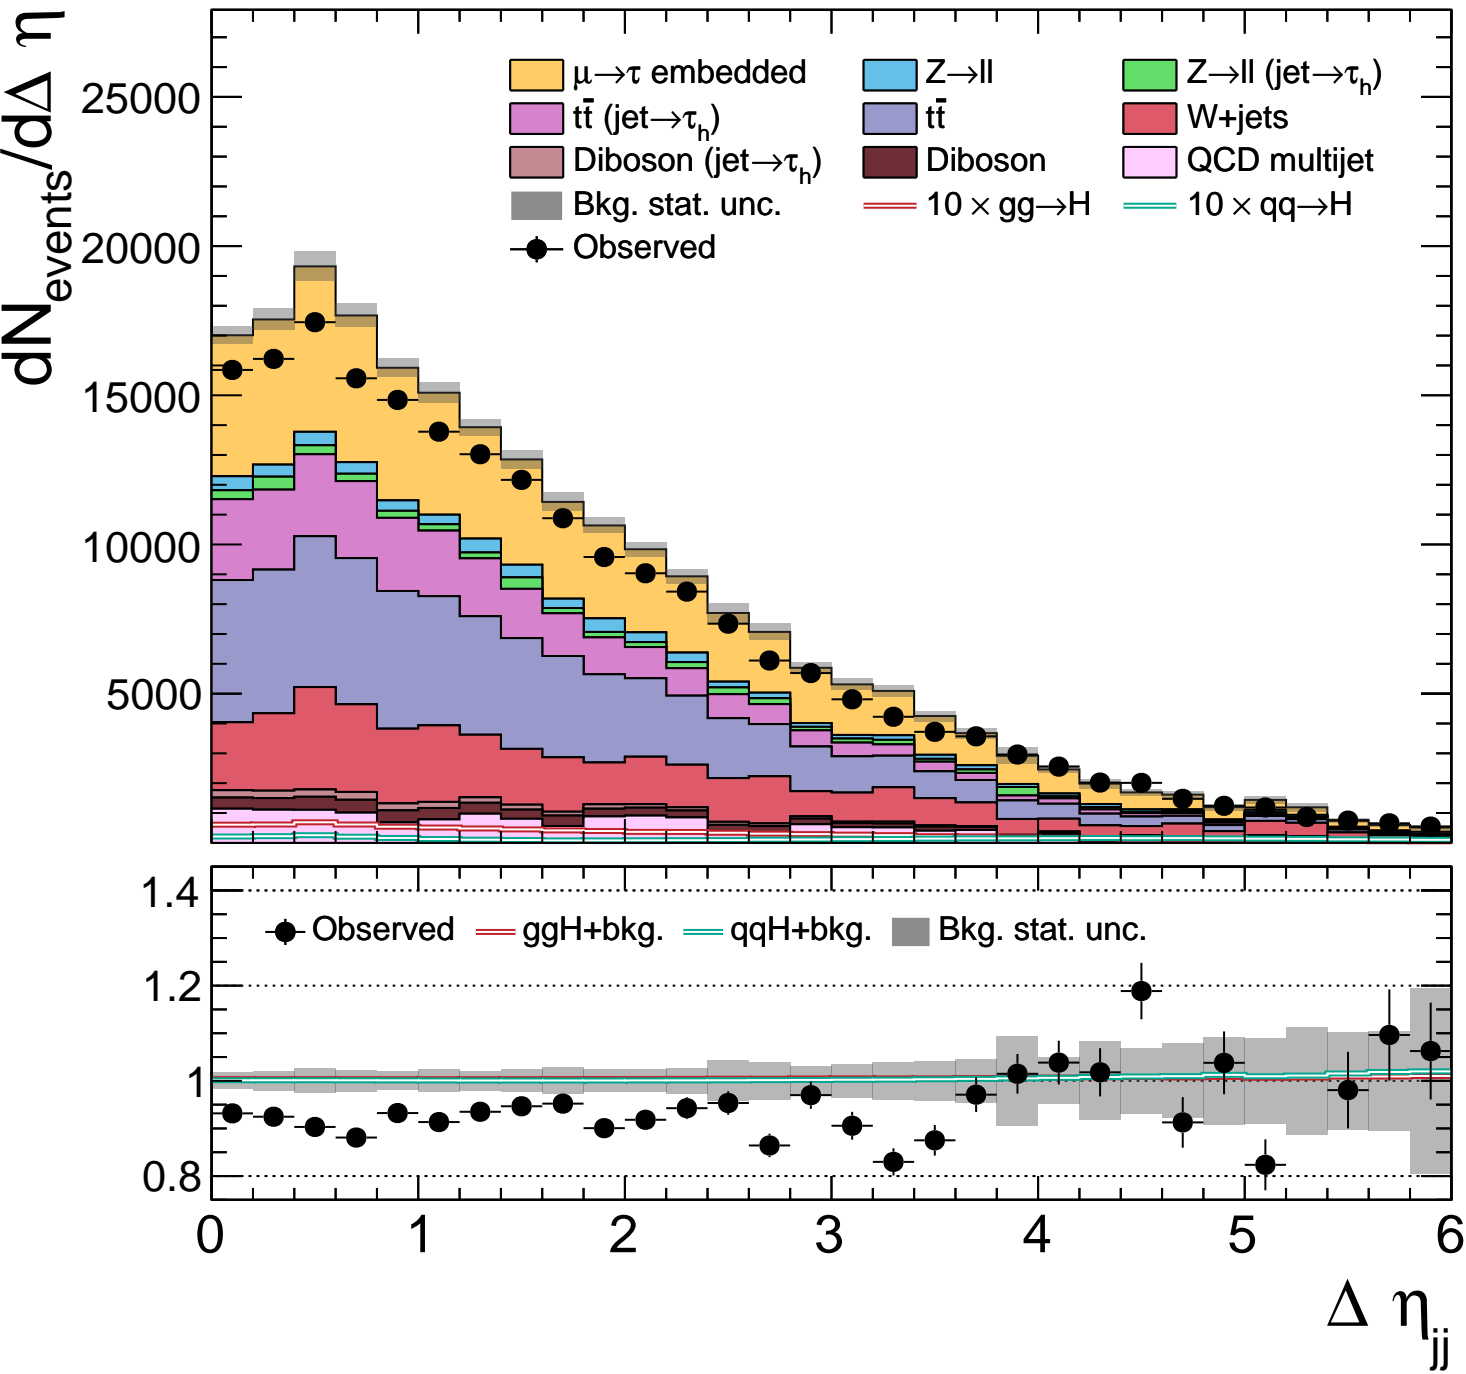 dN_events/dΔ η
25000
20000
15000
10000
5000
μ→τ embedded Z→ll Z→ll (jet→τ_h)
tt̄ (jet→τ_h) tt̄ W+jets
Diboson (jet→τ_h) Diboson QCD multijet
Bkg. stat. unc. 10 × gg→H 10 × qq→H
Observed
1.4
1.2
1
0.8
Observed ggH+bkg. qqH+bkg. Bkg. stat. unc.
0 1 2 3 4 5 6
Δ η_jj